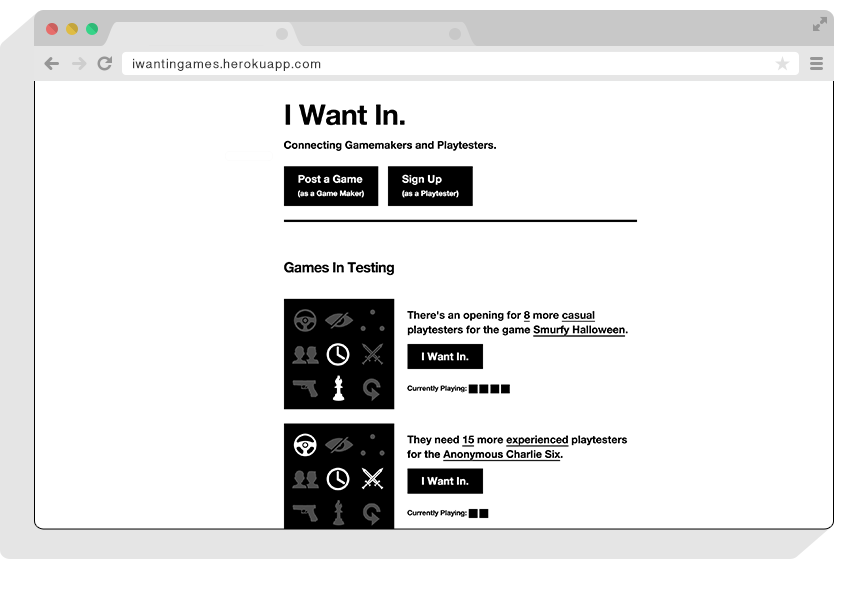 iwantingames.herokuapp.com
I Want In.
Connecting Gamemakers and Playtesters.
Post a Game
(as a Game Maker)
Sign Up
(as a Playtester)
Games In Testing
There's an opening for 8 more casual
playtesters for the game Smurfy Halloween.
I Want In.
Currently Playing:
They need 15 more experienced playtesters
for the Anonymous Charlie Six.
I Want In.
Currently Playing: